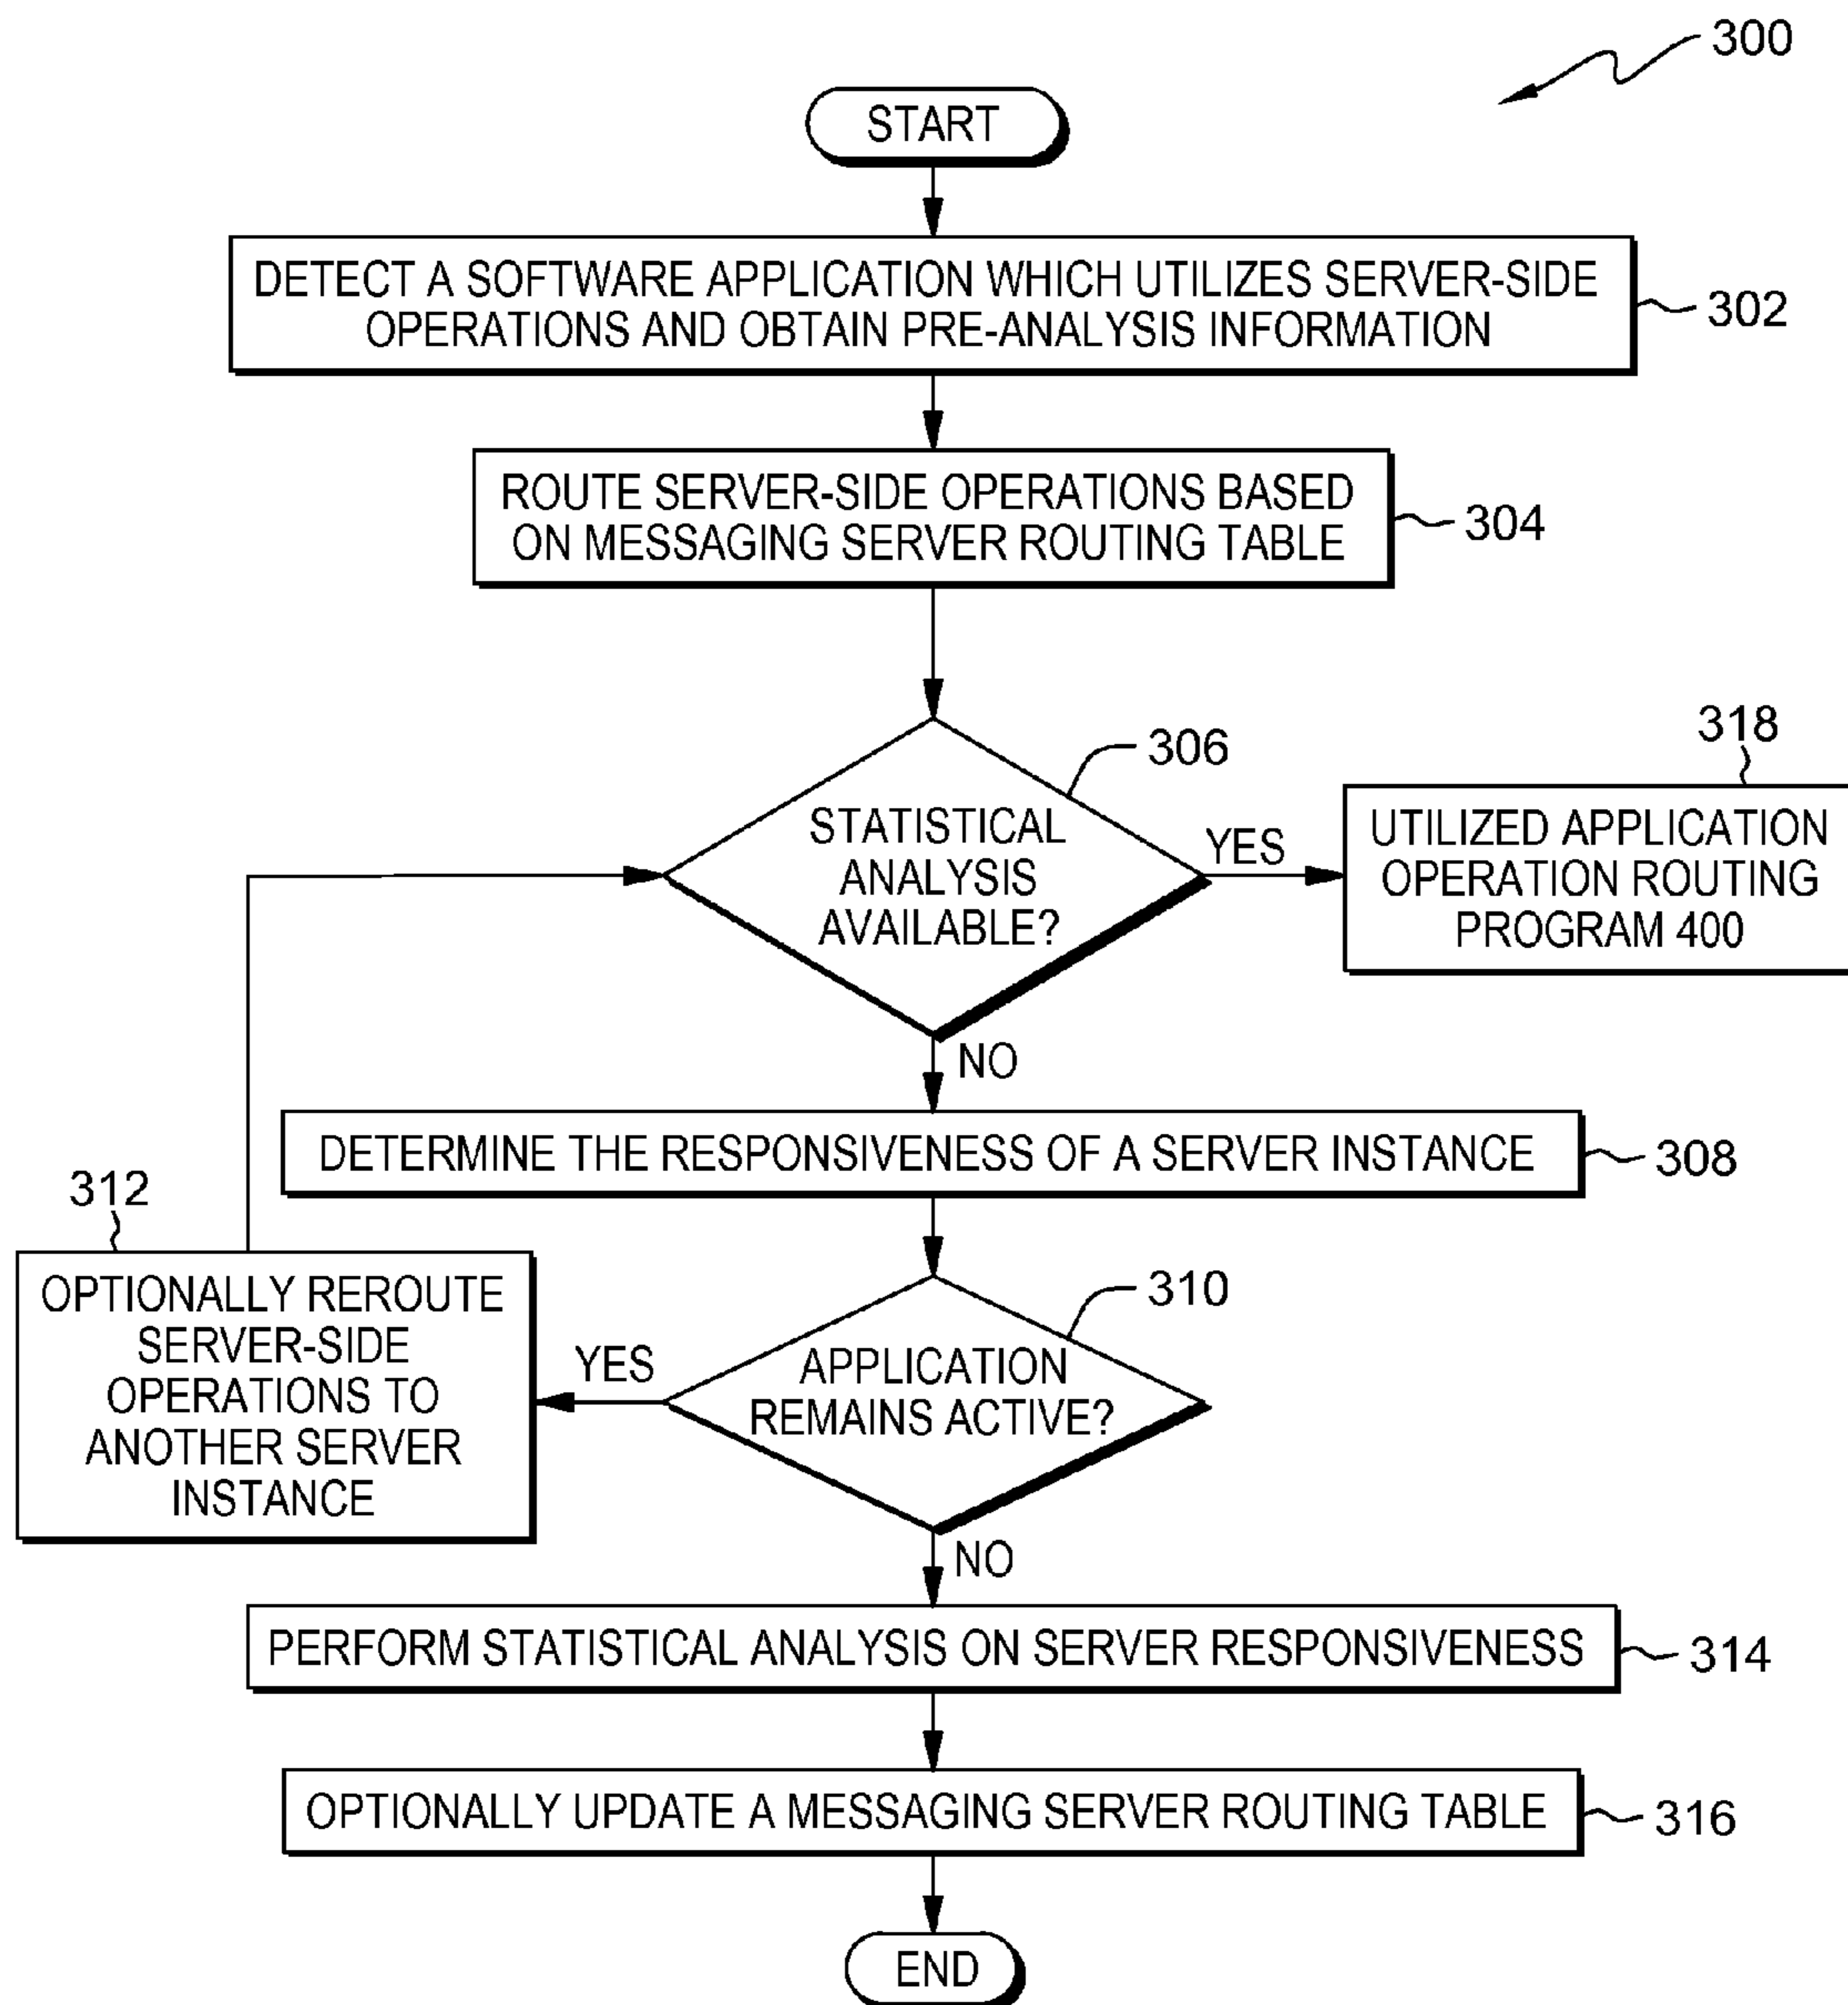 300
START
DETECT A SOFTWARE APPLICATION WHICH UTILIZES SERVER-SIDE
OPERATIONS AND OBTAIN PRE-ANALYSIS INFORMATION
302
ROUTE SERVER-SIDE OPERATIONS BASED
ON MESSAGING SERVER ROUTING TABLE
304
306
STATISTICAL
ANALYSIS
AVAILABLE?
YES
318
UTILIZED APPLICATION
OPERATION ROUTING
PROGRAM 400
NO
DETERMINE THE RESPONSIVENESS OF A SERVER INSTANCE
308
310
APPLICATION
REMAINS ACTIVE?
YES
312
OPTIONALLY REROUTE
SERVER-SIDE
OPERATIONS TO
ANOTHER SERVER
INSTANCE
NO
PERFORM STATISTICAL ANALYSIS ON SERVER RESPONSIVENESS
314
OPTIONALLY UPDATE A MESSAGING SERVER ROUTING TABLE
316
END